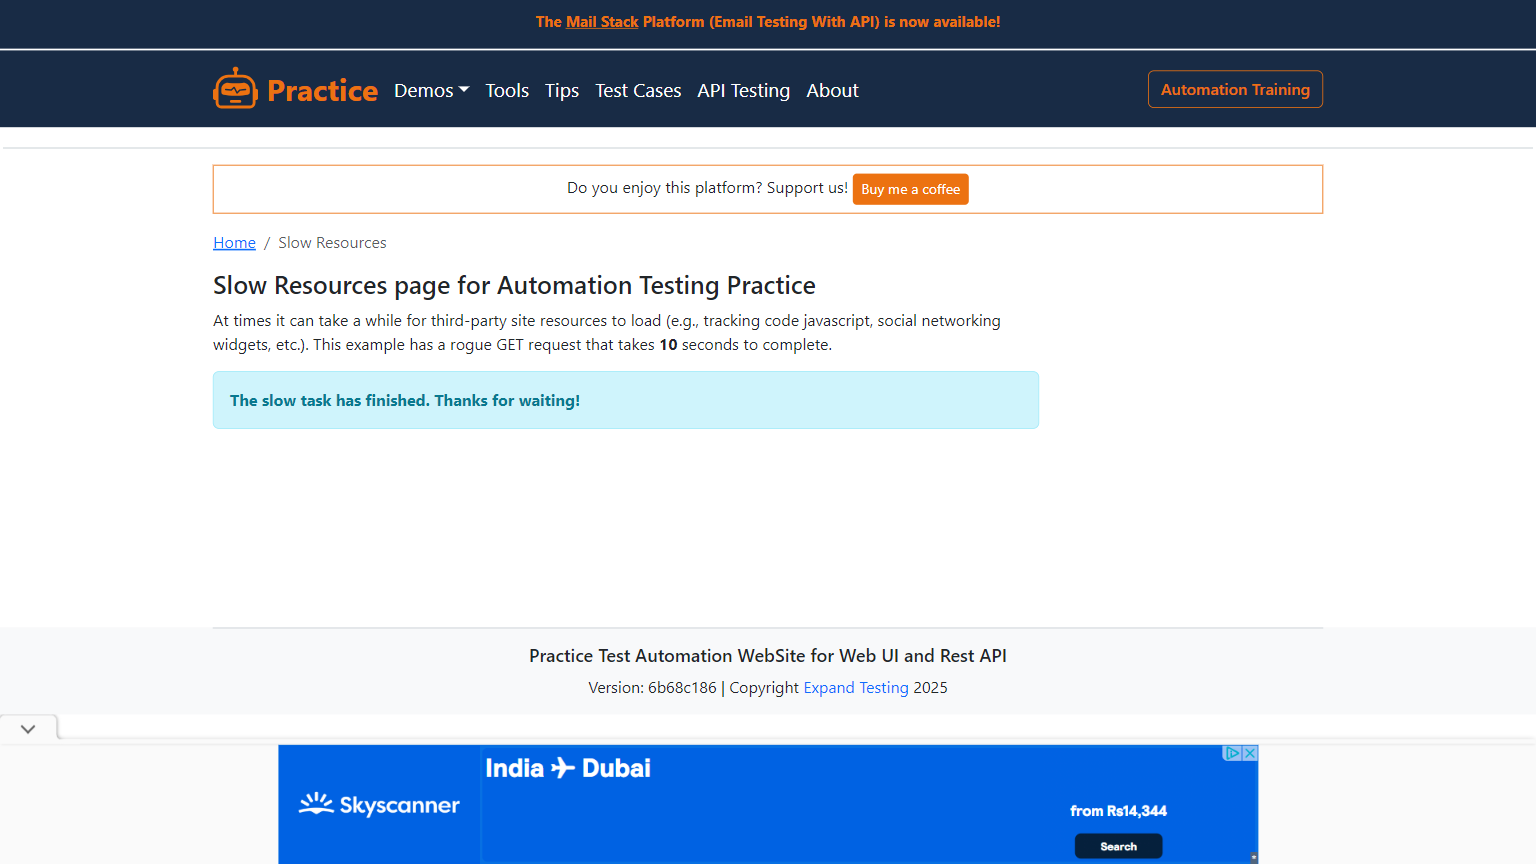 The Mail Stack Platform (Email Testing With API) is now available!
Practice
Demos
Tools
Tips
Test Cases
API Testing
About
Automation Training
Do you enjoy this platform? Support us! Buy me a coffee
Home / Slow Resources
Slow Resources page for Automation Testing Practice
At times it can take a while for third-party site resources to load (e.g., tracking code javascript, social networking
widgets, etc.). This example has a rogue GET request that takes 10 seconds to complete.
The slow task has finished. Thanks for waiting!
Practice Test Automation WebSite for Web UI and Rest API
Version: 6b68c186 | Copyright Expand Testing 2025
India Dubai
Skyscanner
from Rs14,344
Search